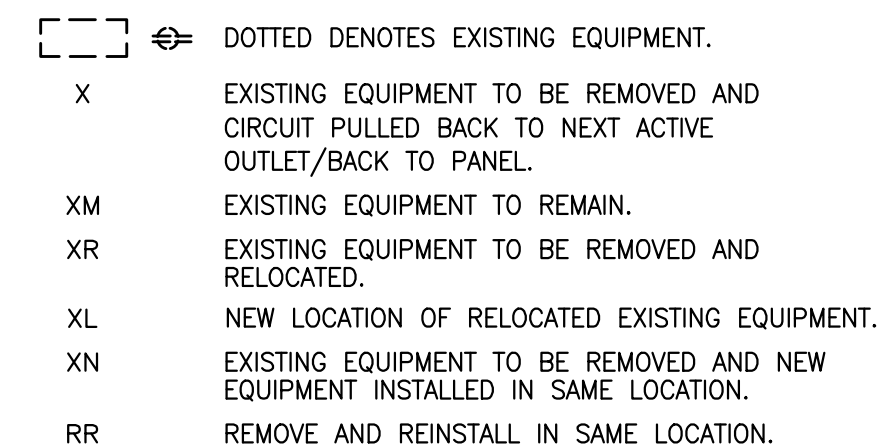 DOTTED DENOTES EXISTING EQUIPMENT.
X EXISTING EQUIPMENT TO BE REMOVED AND
CIRCUIT PULLED BACK TO NEXT ACTIVE
OUTLET/BACK TO PANEL.
XM EXISTING EQUIPMENT TO REMAIN.
XR EXISTING EQUIPMENT TO BE REMOVED AND
RELOCATED.
XL NEW LOCATION OF RELOCATED EXISTING EQUIPMENT.
XN EXISTING EQUIPMENT TO BE REMOVED AND NEW
EQUIPMENT INSTALLED IN SAME LOCATION.
RR REMOVE AND REINSTALL IN SAME LOCATION.